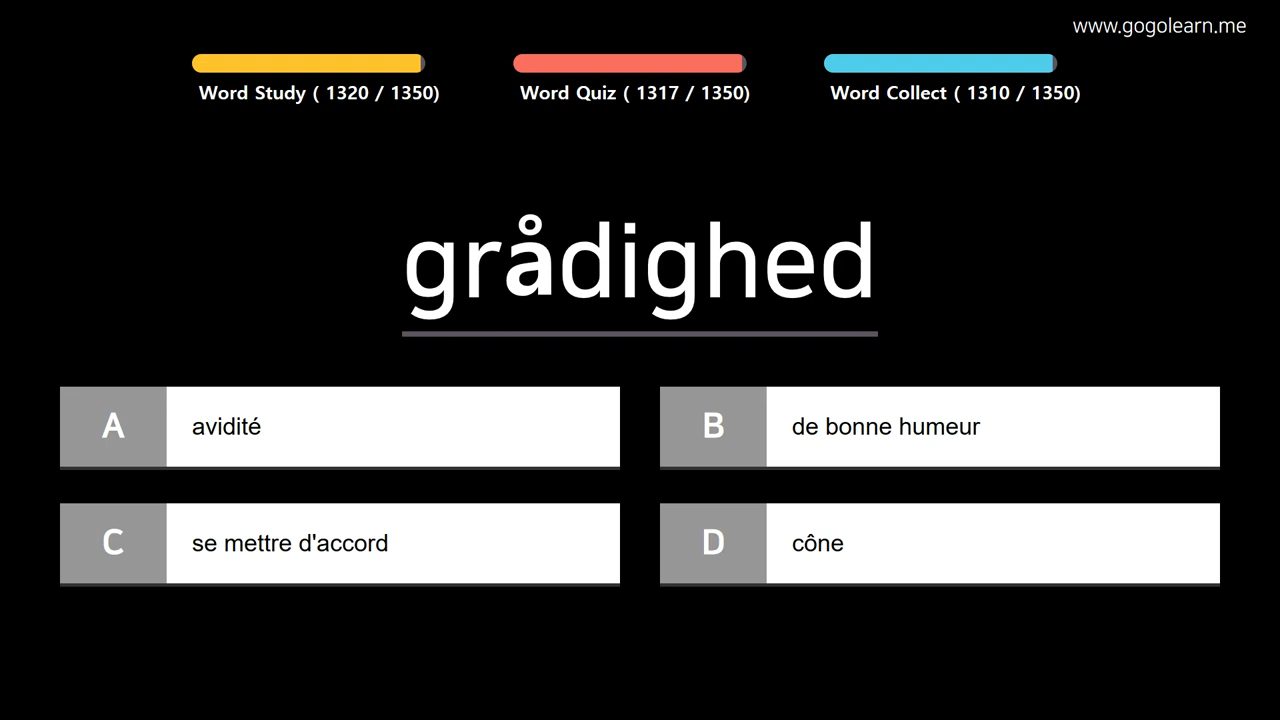 www.gogolearn.me
Word Study ( 1320 / 1350)
Word Quiz ( 1317 / 1350)
Word Collect ( 1310 / 1350)
grådighed
A avidité
B de bonne humeur
C se mettre d'accord
D cône